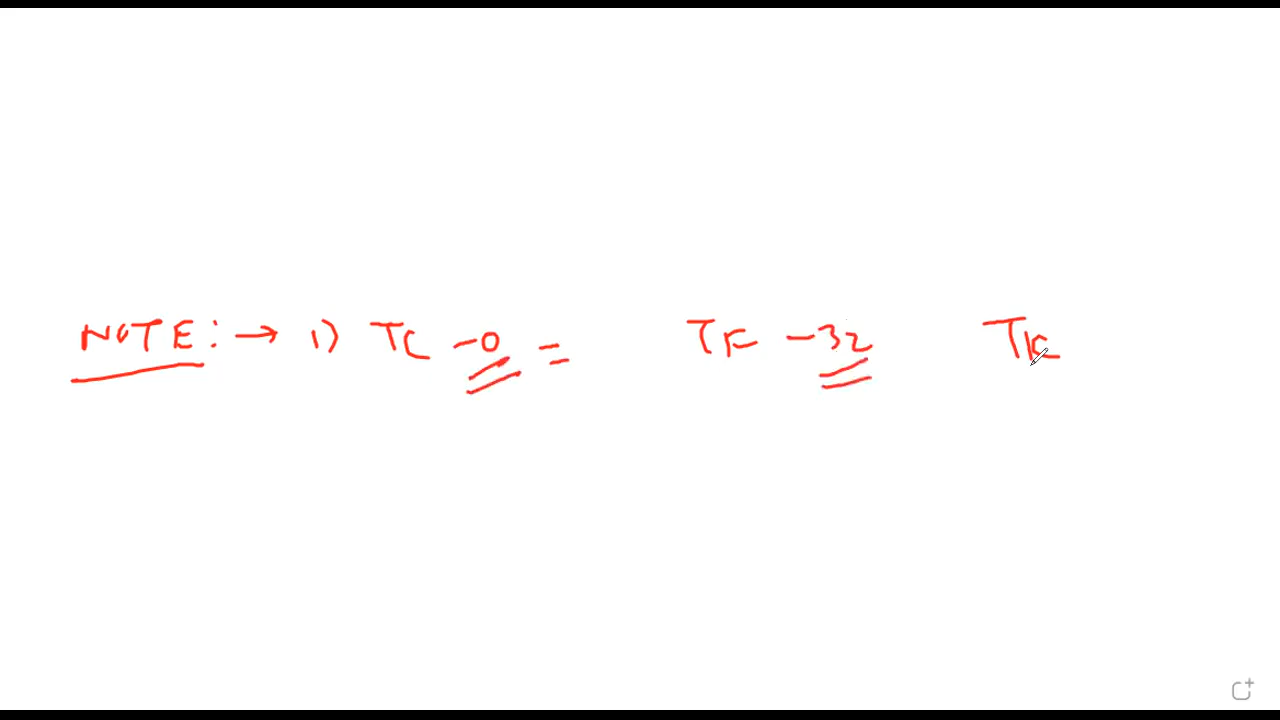 NOTE: → 1) TC -0 = TF -32 TK